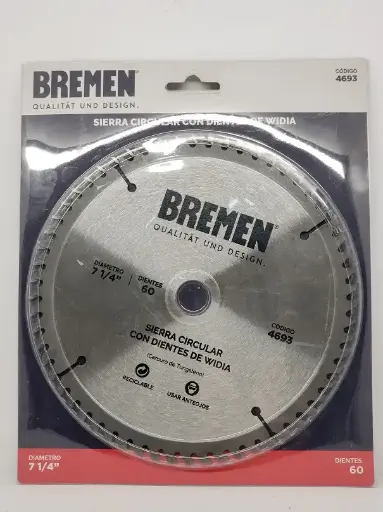 BREMEN®
QUALITÄT UND DESIGN.
CÓDIGO
4693
SIERRA CIRCULAR CON DIENTES DE WIDIA
BREMEN®
QUALITÄT UND DESIGN.
DIAMETRO
7 1/4"
DIENTES
60
SIERRA CIRCULAR
CON DIENTES DE WIDIA
(Carburo de Tungsteno)
CÓDIGO
4693
RECICLABLE
USAR ANTEOJOS
DIAMETRO
7 1/4"
DIENTES
60